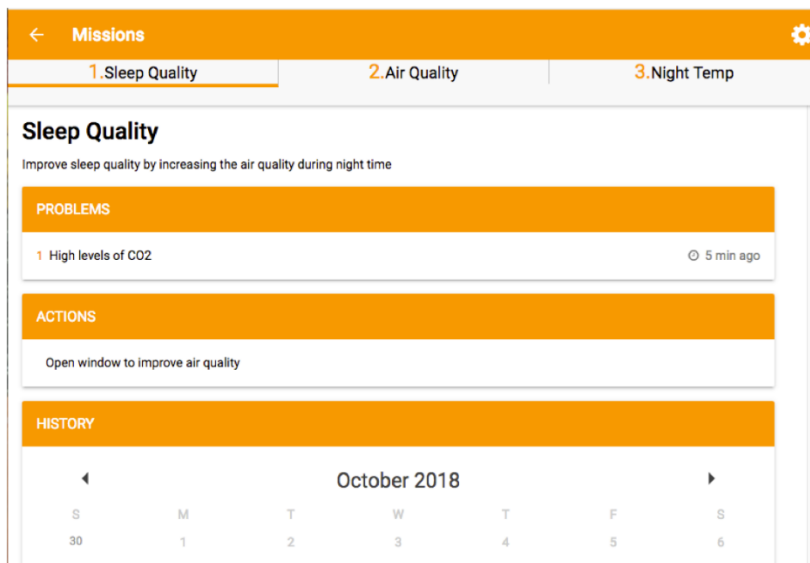 Missions
1.Sleep Quality
2.Air Quality
3.Night Temp
Sleep Quality
Improve sleep quality by increasing the air quality during night time
PROBLEMS
1 High levels of CO2 5 min ago
ACTIONS
Open window to improve air quality
HISTORY
October 2018
S M T W T F S
30 1 2 3 4 5 6